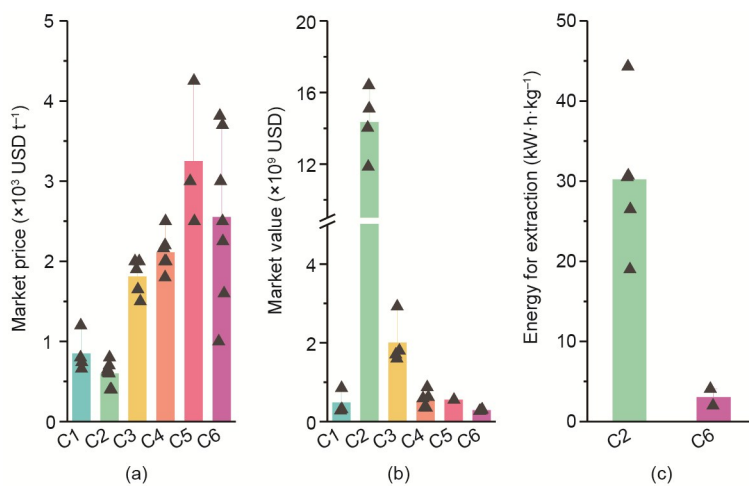 5
4
3
2
1
0
Market price (×10³ USD t⁻¹)
C1 C2 C3 C4 C5 C6
(a)
20
16
12
4
2
0
Market value (×10⁹ USD)
C1 C2 C3 C4 C5 C6
(b)
50
40
30
20
10
0
Energy for extraction (kW·h·kg⁻¹)
C2 C6
(c)